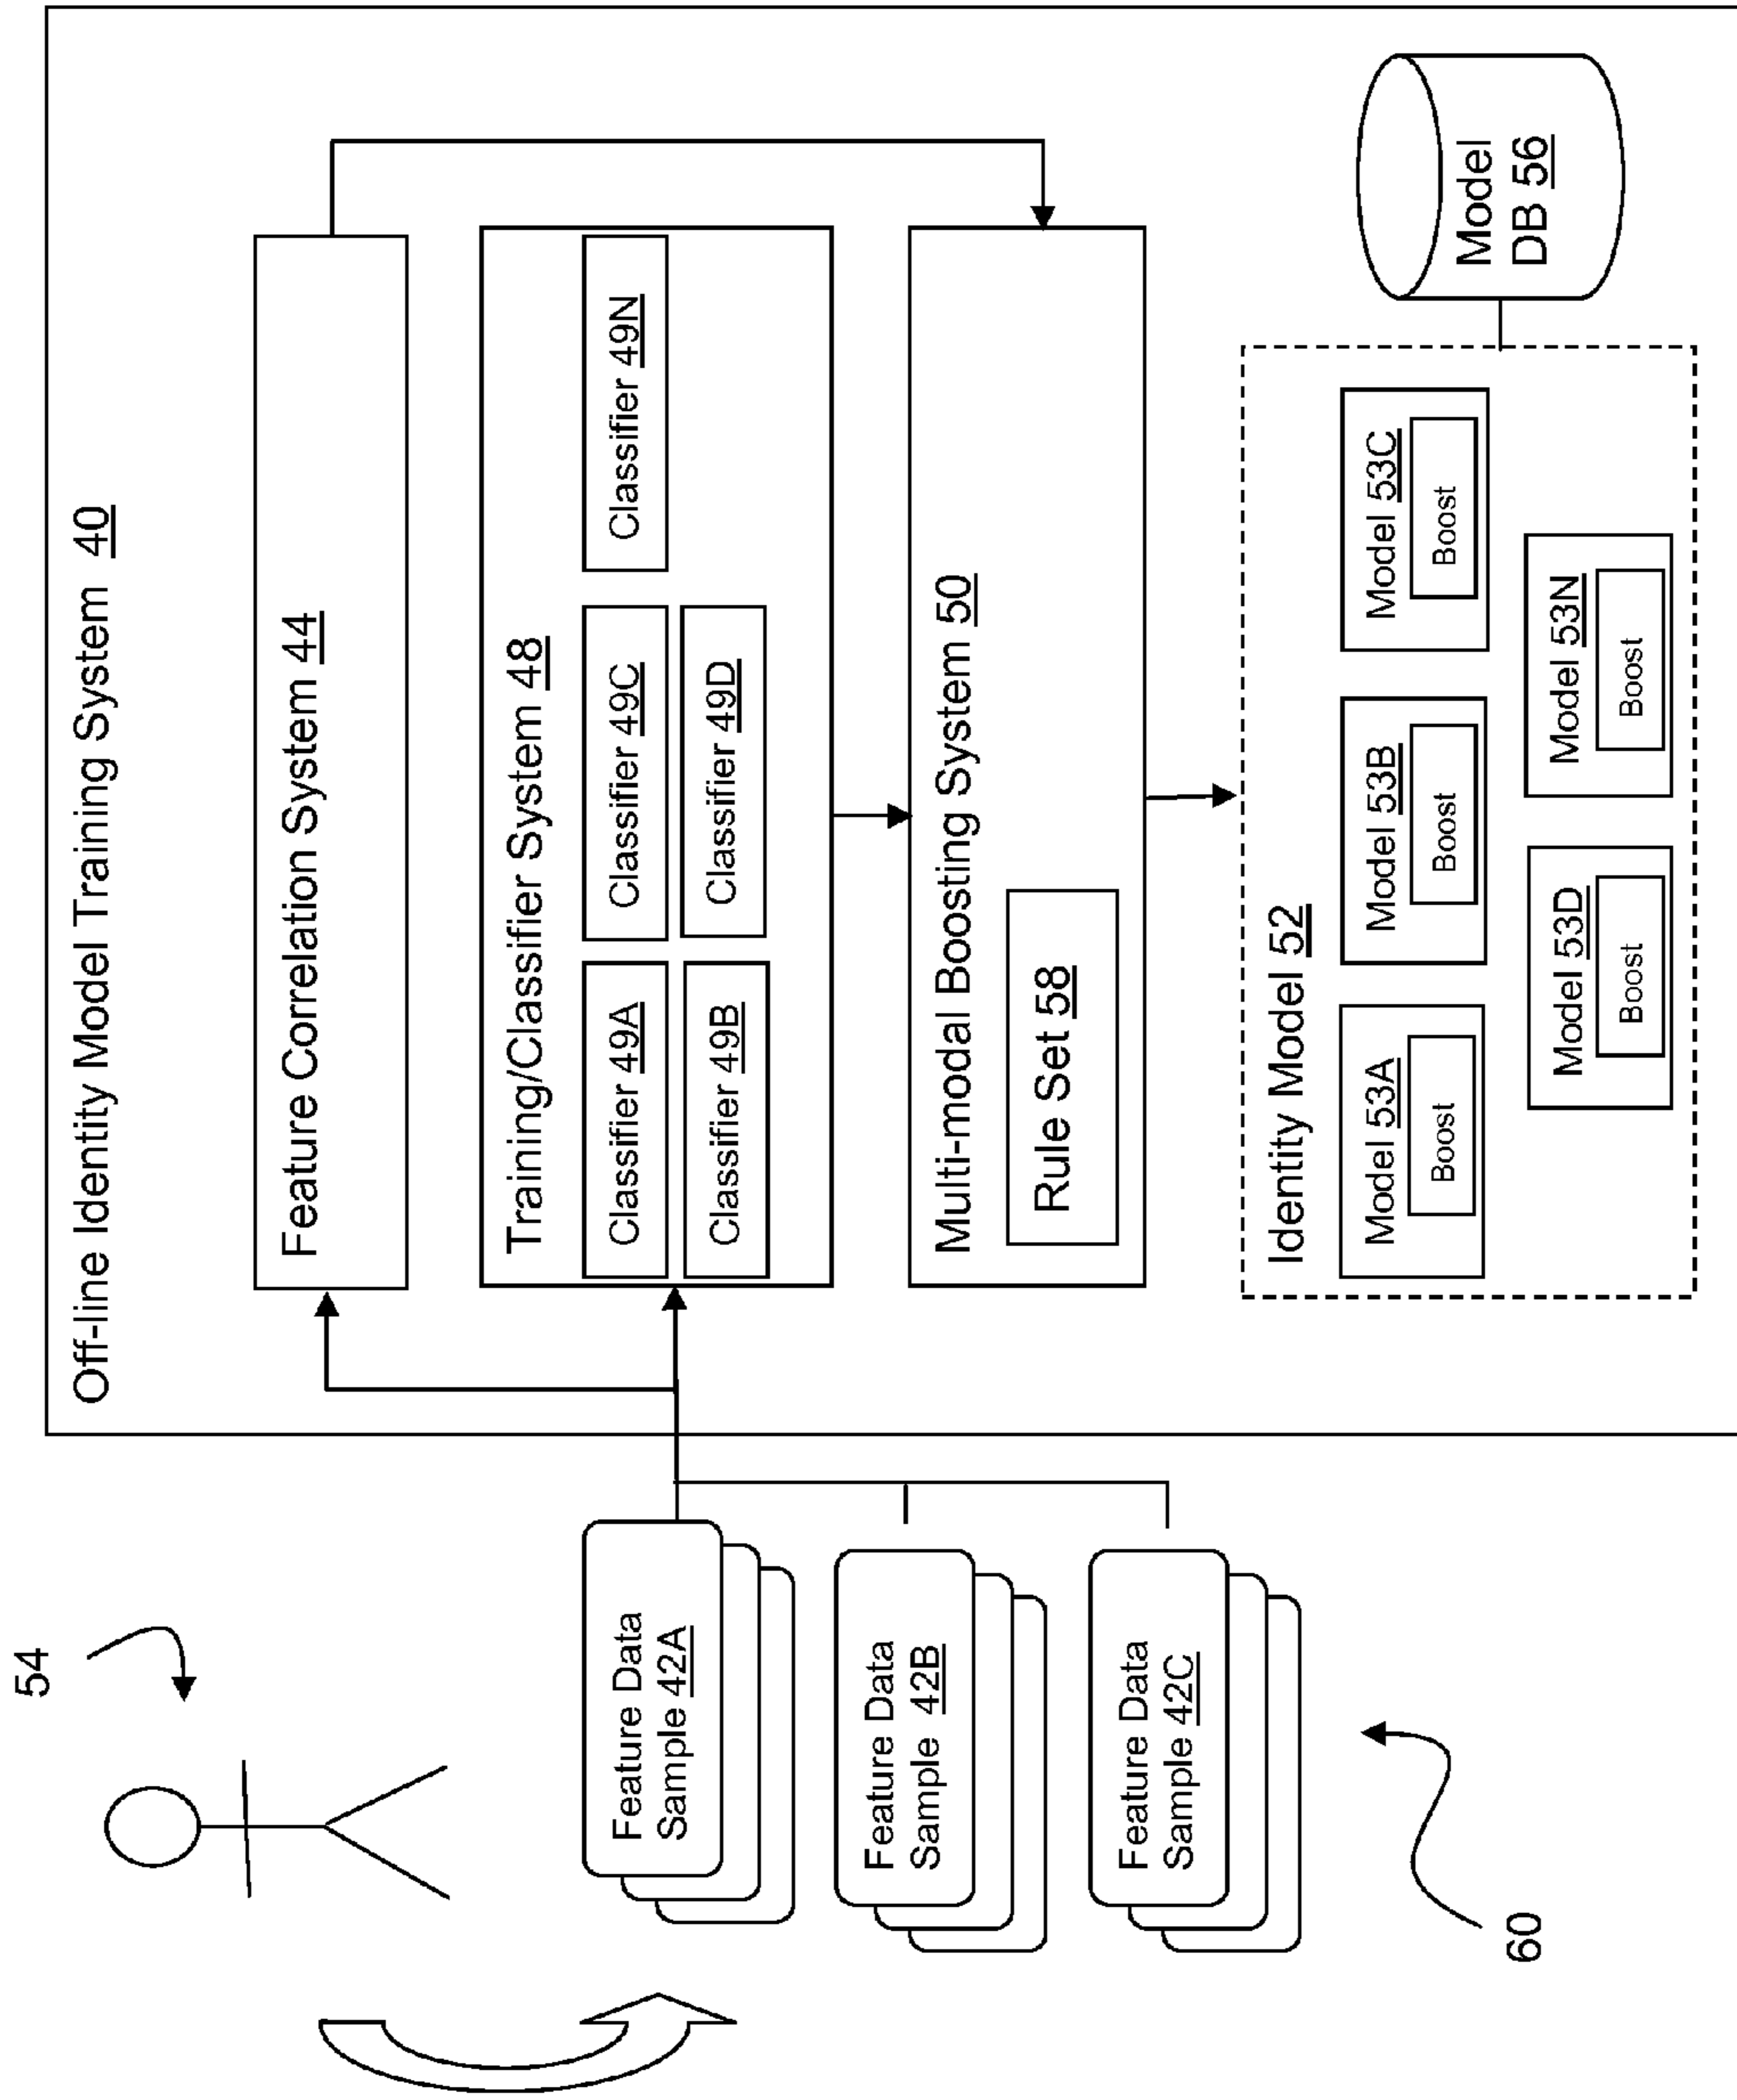 54
Off-line Identity Model Training System 40
Feature Correlation System 44
Training/Classifier System 48
Classifier 49A
Classifier 49C
Classifier 49N
Classifier 49B
Classifier 49D
Multi-modal Boosting System 50
Rule Set 58
Identity Model 52
Model 53A
Boost
Model 53B
Boost
Model 53C
Boost
Model 53D
Boost
Model 53N
Boost
Model
DB 56
Feature Data
Sample 42A
Feature Data
Sample 42B
Feature Data
Sample 42C
60